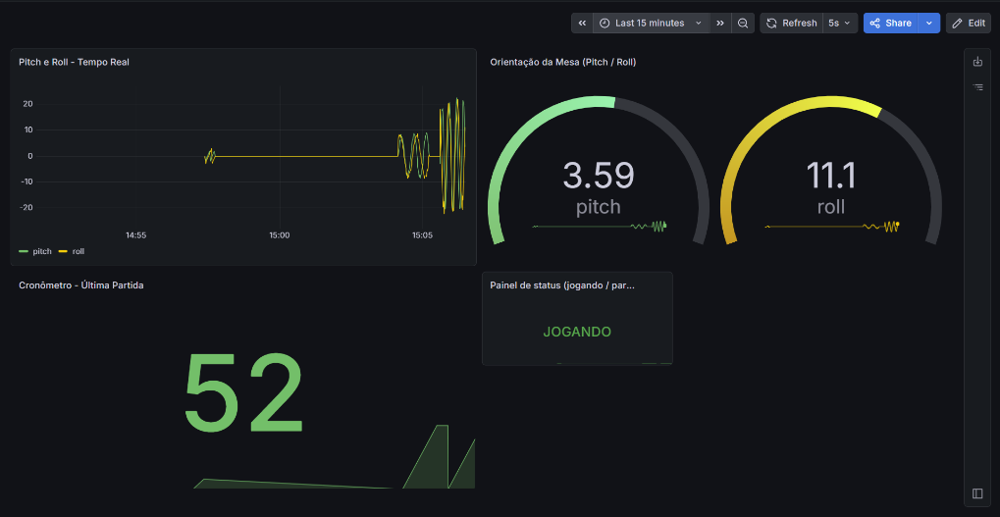 Last 15 minutes
Refresh
5s
Share
Edit
Pitch e Roll - Tempo Real
20
10
0
-10
-20
14:55
15:00
15:05
pitch
roll
Orientação da Mesa (Pitch / Roll)
3.59
pitch
11.1
roll
Cronômetro - Última Partida
52
Painel de status (jogando / par...
JOGANDO